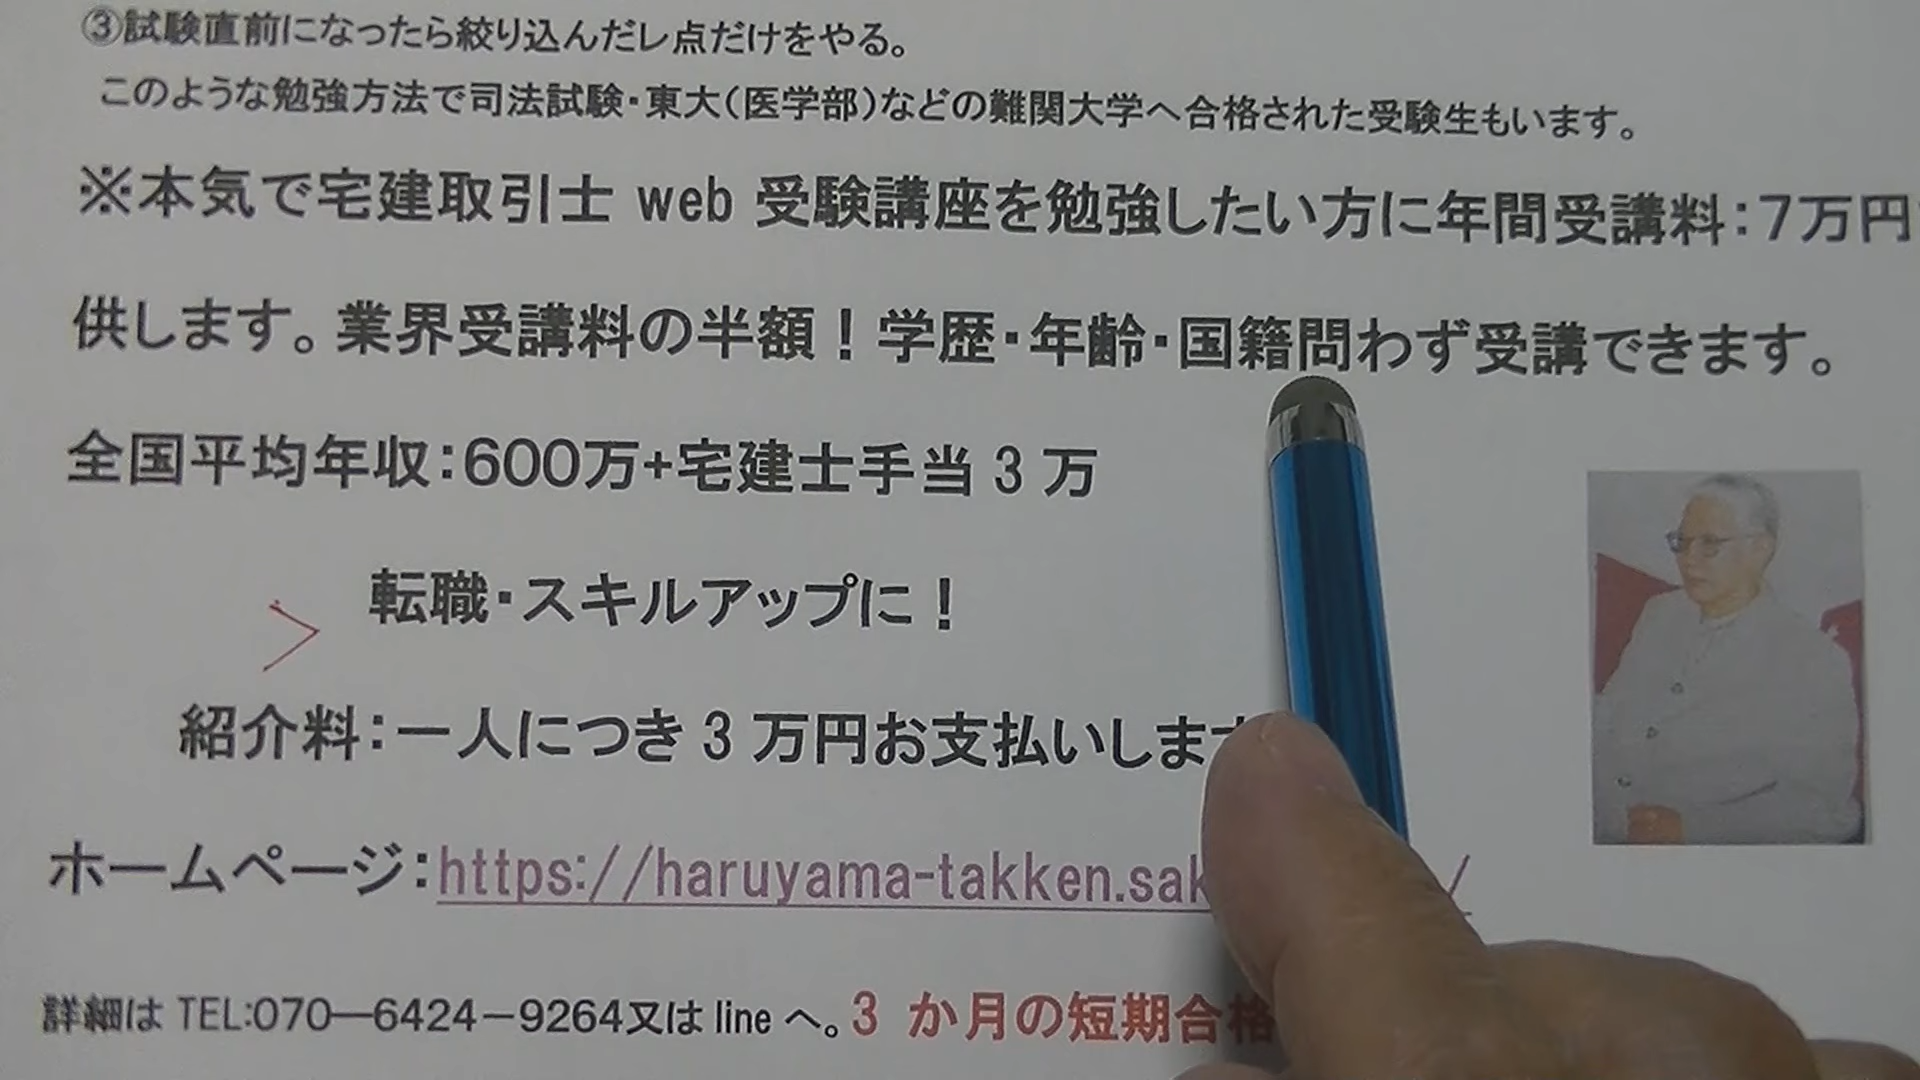 ③試験直前になったら絞り込んだレ点だけをやる。
このような勉強方法で司法試験・東大(医学部)などの難関大学へ合格された受験生もいます。
※本気で宅建取引士 web 受験講座を勉強したい方に年間受講料:7万円
供します。業界受講料の半額!学歴・年齢・国籍問わず受講できます。
全国平均年収:600万+宅建士手当 3 万
転職・スキルアップに!
紹介料:一人につき 3 万円お支払いします
ホームページ:https://haruyama-takken.sak
詳細は TEL:070―6424－9264又は line へ。3 か月の短期合格